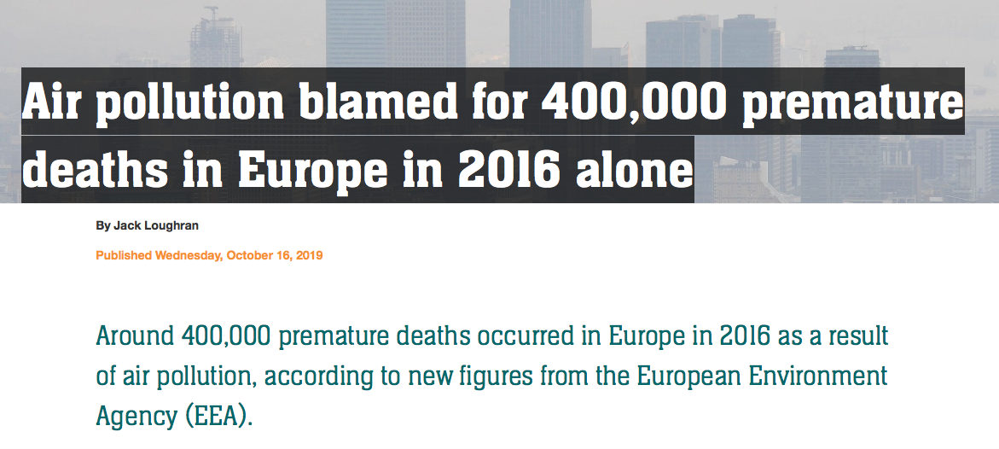 Air pollution blamed for 400,000 premature
deaths in Europe in 2016 alone
By Jack Loughran
Published Wednesday, October 16, 2019
Around 400,000 premature deaths occurred in Europe in 2016 as a result
of air pollution, according to new figures from the European Environment
Agency (EEA).